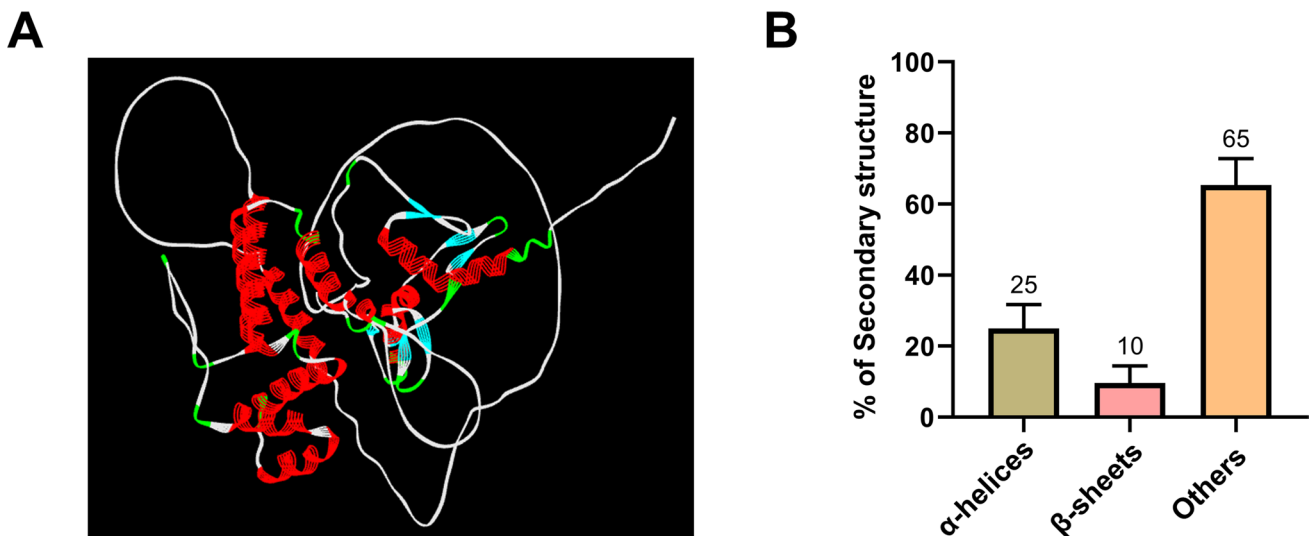 A
B
% of Secondary structure
100
80
60
40
20
0
25
10
65
α-helices
β-sheets
Others